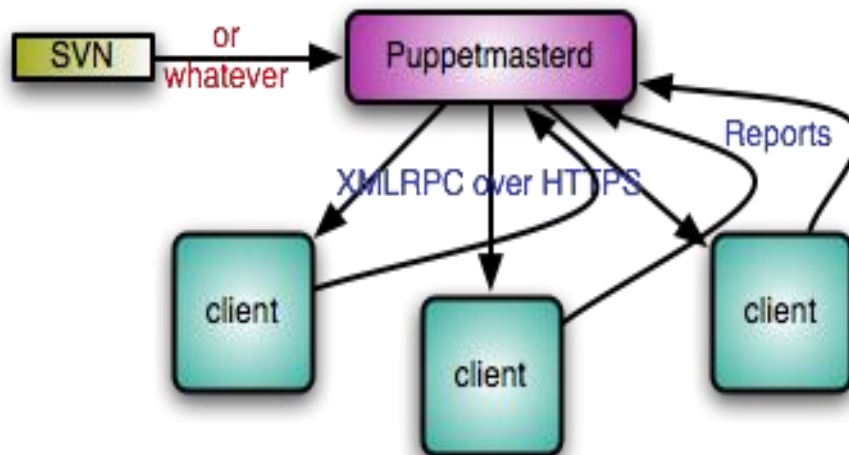 SVN
or
whatever
Puppetmasterd
Reports
XMLRPC over HTTPS
client
client
client